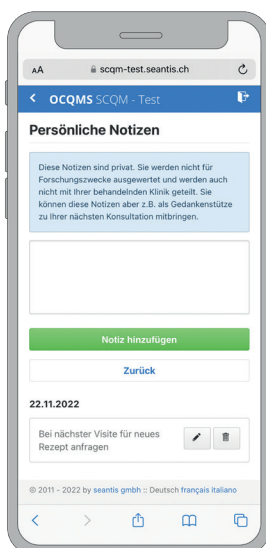 AA scqm-test.seantis.ch
OCQMS SCQM - Test
Persönliche Notizen
Diese Notizen sind privat. Sie werden nicht für
Forschungszwecke ausgewertet und werden auch
nicht mit Ihrer behandelnden Klinik geteilt. Sie
können diese Notizen aber z.B. als Gedankenstütze
zu Ihrer nächsten Konsultation mitbringen.
Notiz hinzufügen
Zurück
22.11.2022
Bei nächster Visite für neues
Rezept anfragen
© 2011 - 2022 by seantis gmbh :: Deutsch français italiano